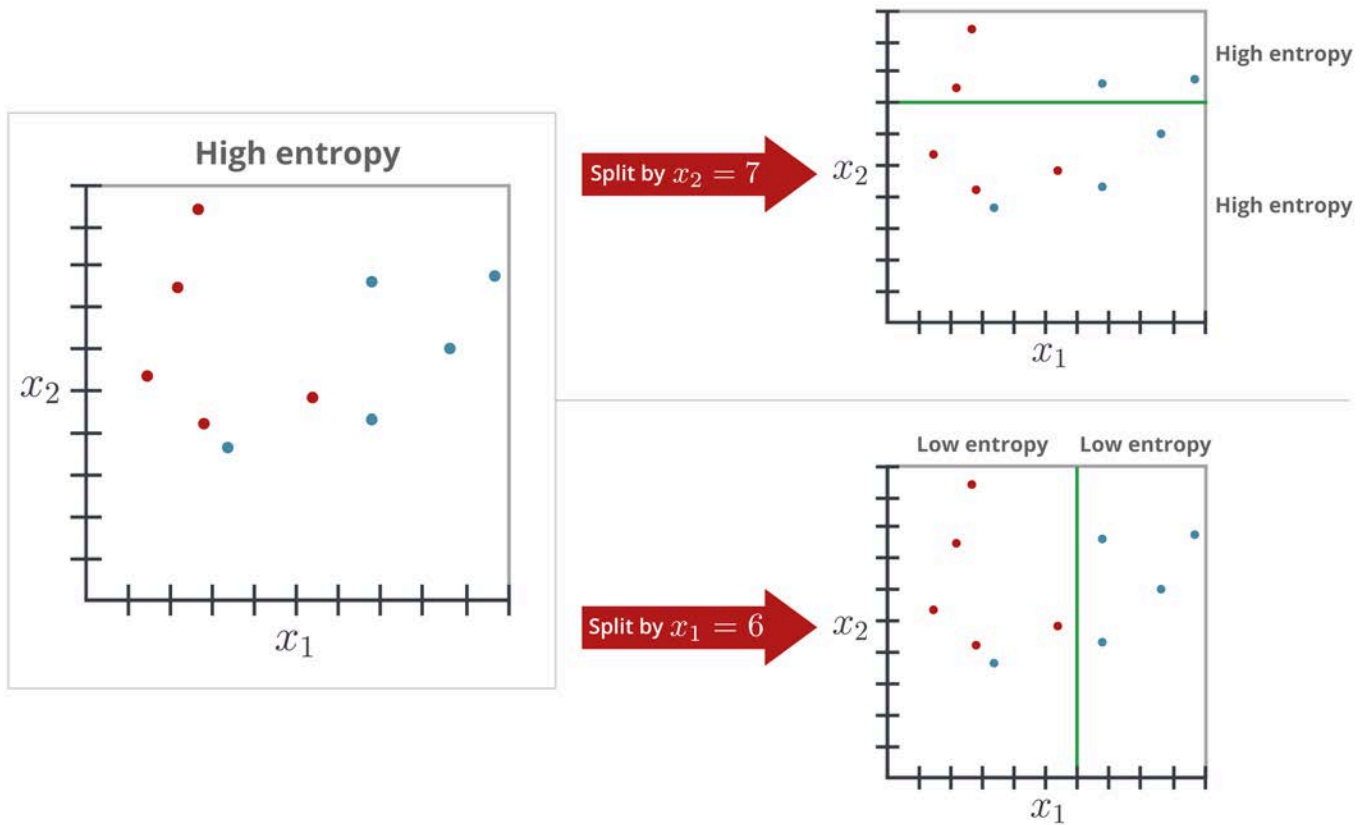 High entropy
x₂
x₁
Split by x₂ = 7
High entropy
High entropy
x₂
x₁
Split by x₁ = 6
Low entropy
Low entropy
x₂
x₁